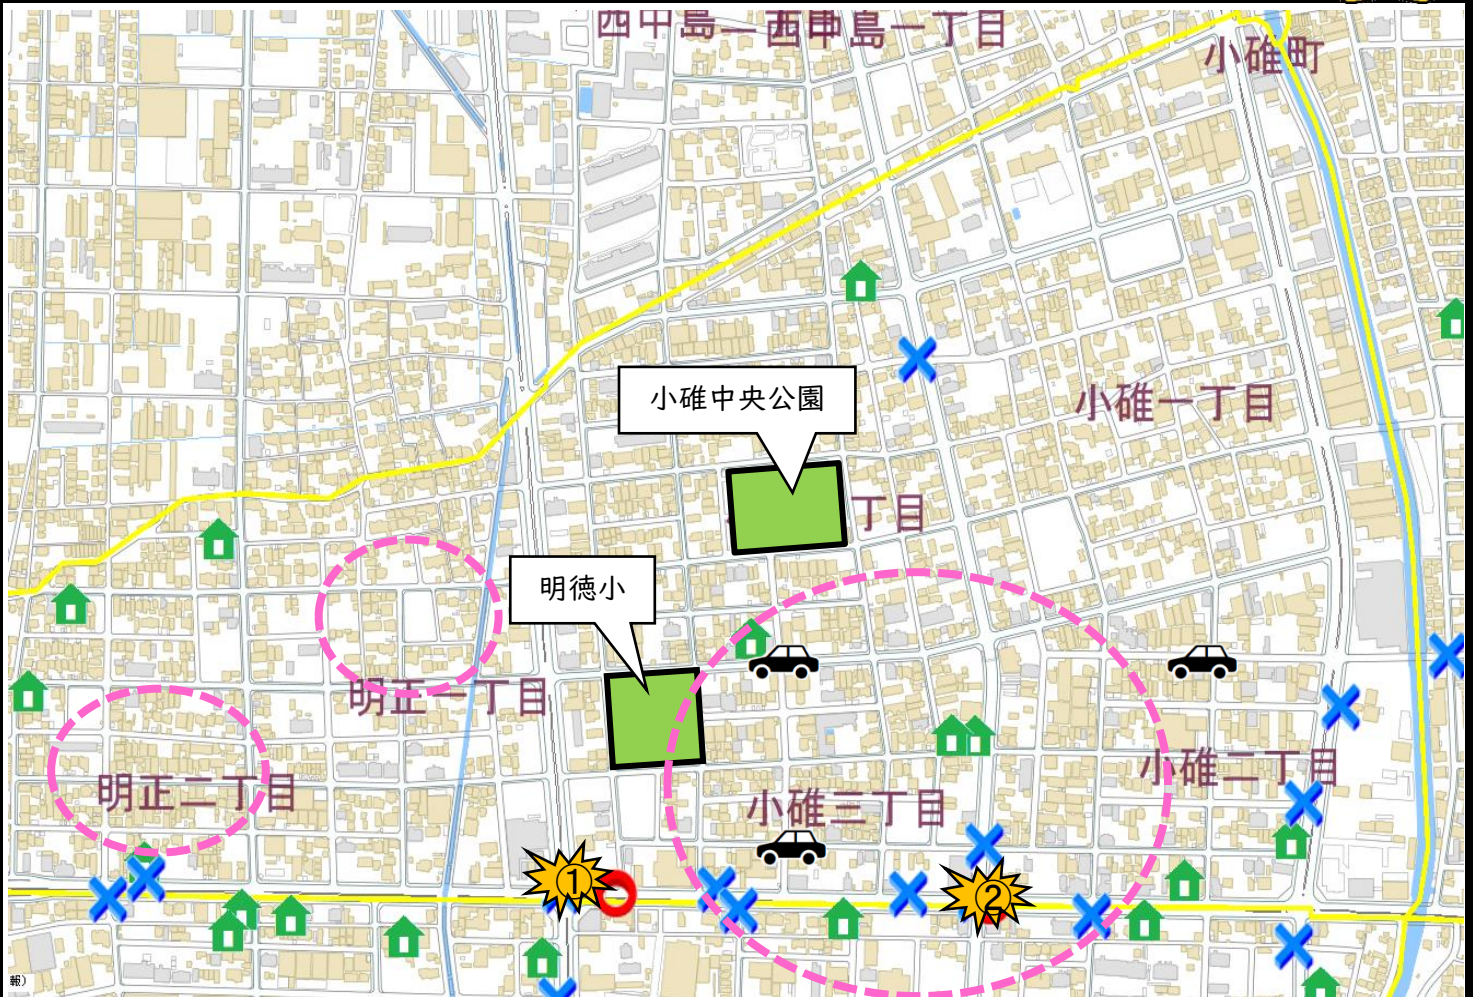 西中島二
西中島一丁目
小碓町
小碓一丁目
小碓中央公園
丁目
明徳小
明正一丁目
小碓二丁目
明正二丁目
小碓三丁目
①
②
報）